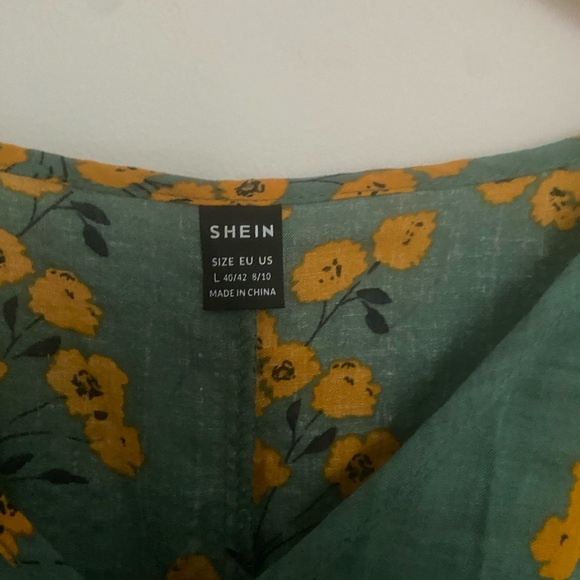 SHEIN
SIZE EU US
L 40/42 8/10
MADE IN CHINA